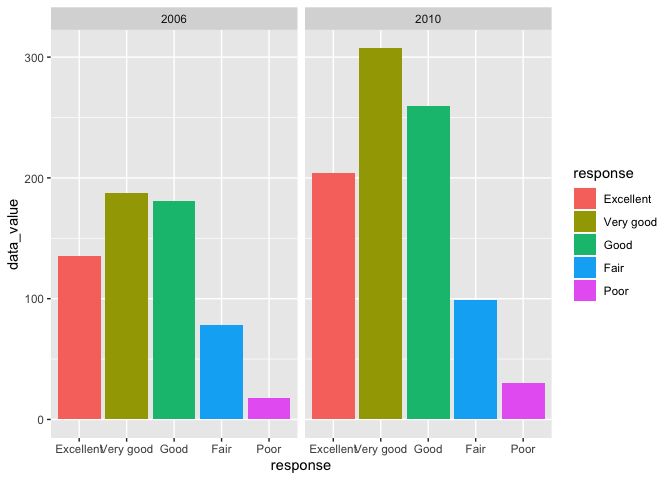 2006 2010
300
200
100
0
data_value
Excellent Very good Good Fair Poor Excellent Very good Good Fair Poor
response
response
Excellent
Very good
Good
Fair
Poor